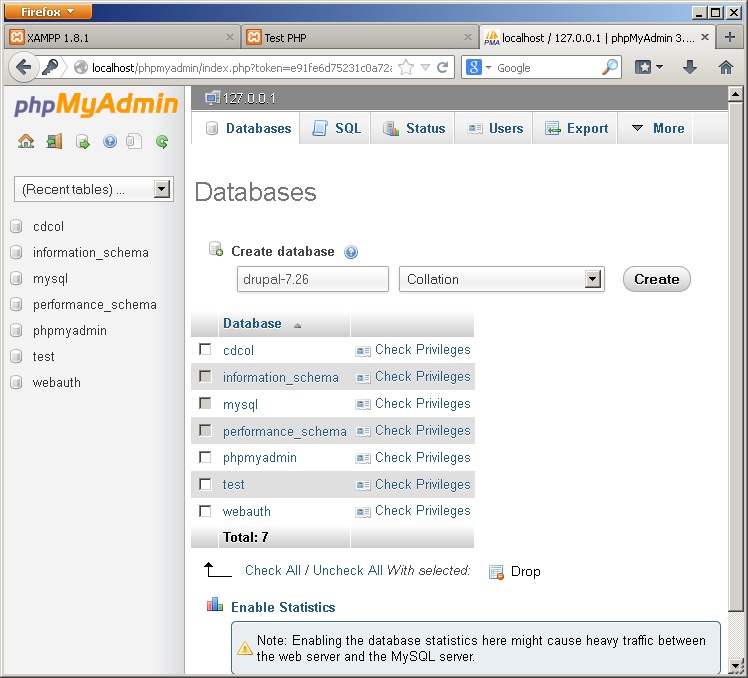 Firefox
XAMPP 1.8.1
Test PHP
localhost / 127.0.0.1 | phpMyAdmin 3....
localhost/phpmyadmin/index.php?token=e91fe6d75231c0a72
Google
phpMyAdmin
127.0.0.1
Databases SQL Status Users Export More
(Recent tables) ...
cdcol
information_schema
mysql
performance_schema
phpmyadmin
test
webauth
Databases
Create database
drupal-7.26 Collation Create
Database
cdcol Check Privileges
information_schema Check Privileges
mysql Check Privileges
performance_schema Check Privileges
phpmyadmin Check Privileges
test Check Privileges
webauth Check Privileges
Total: 7
Check All / Uncheck All With selected: Drop
Enable Statistics
Note: Enabling the database statistics here might cause heavy traffic between
the web server and the MySQL server.